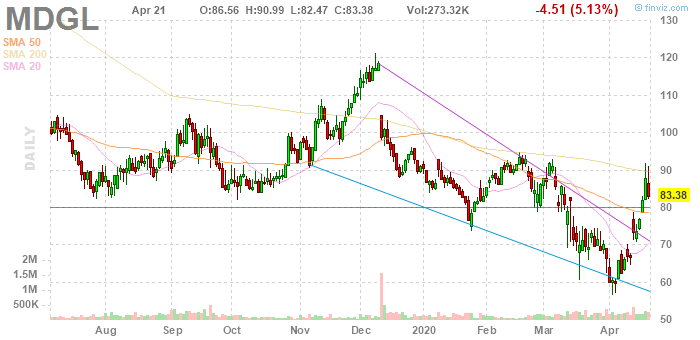 MDGL
Apr 21 O:86.56 H:90.99 L:82.47 C:83.38 Vol:273.32K -4.51 (5.13%)
© finviz.com
SMA 50
SMA 200
SMA 20
DAILY
130
120
110
100
90
83.38
80
70
60
50
2M
1.5M
1M
500K
Aug Sep Oct Nov Dec 2020 Feb Mar Apr